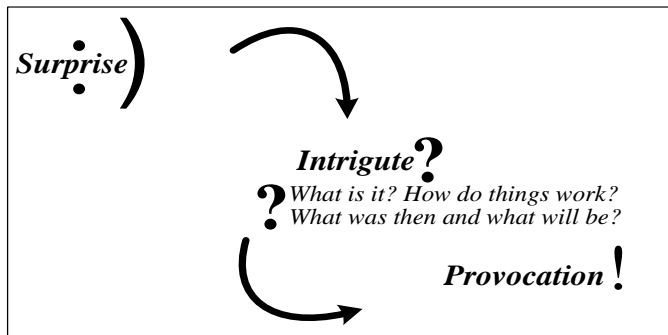 Surprise :)
Intrigute?
? What is it? How do things work?
What was then and what will be?
Provocation!